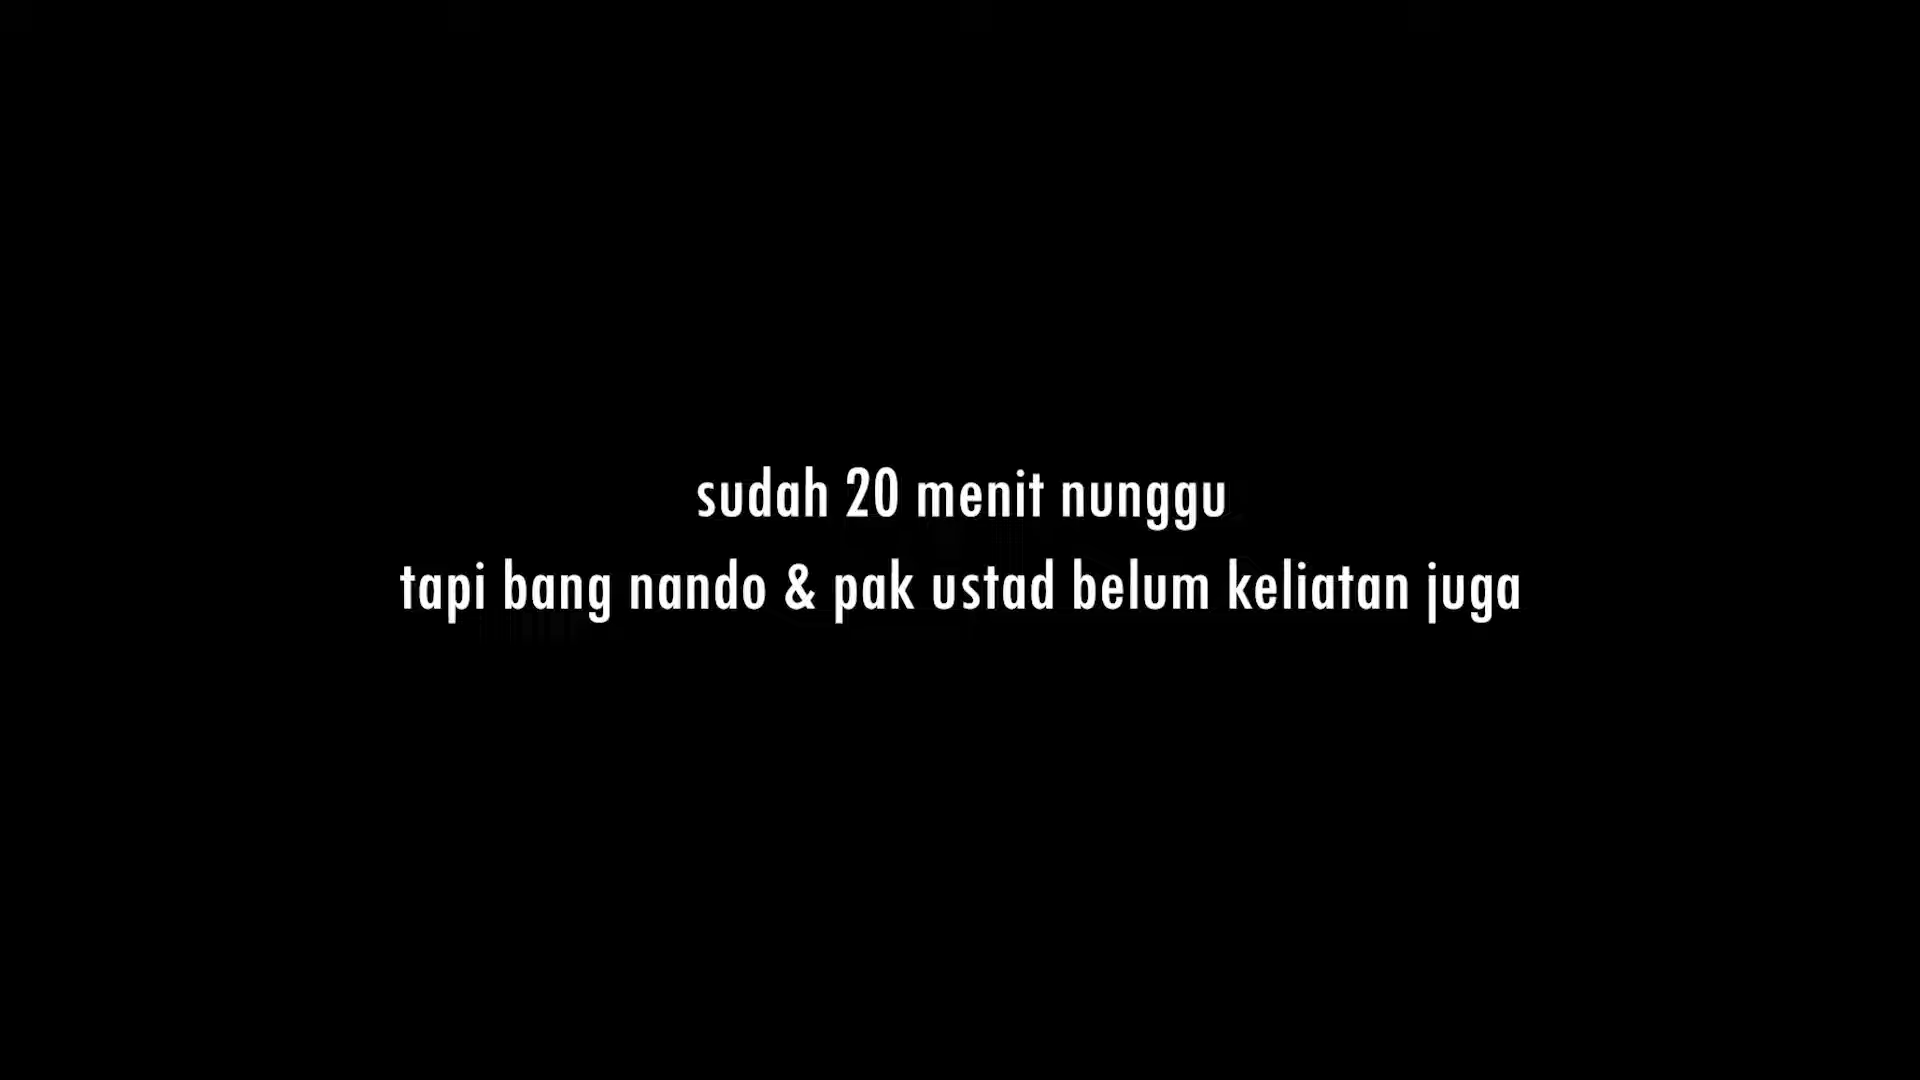 sudah 20 menit nunggu
tapi bang nando & pak ustad belum keliatan juga